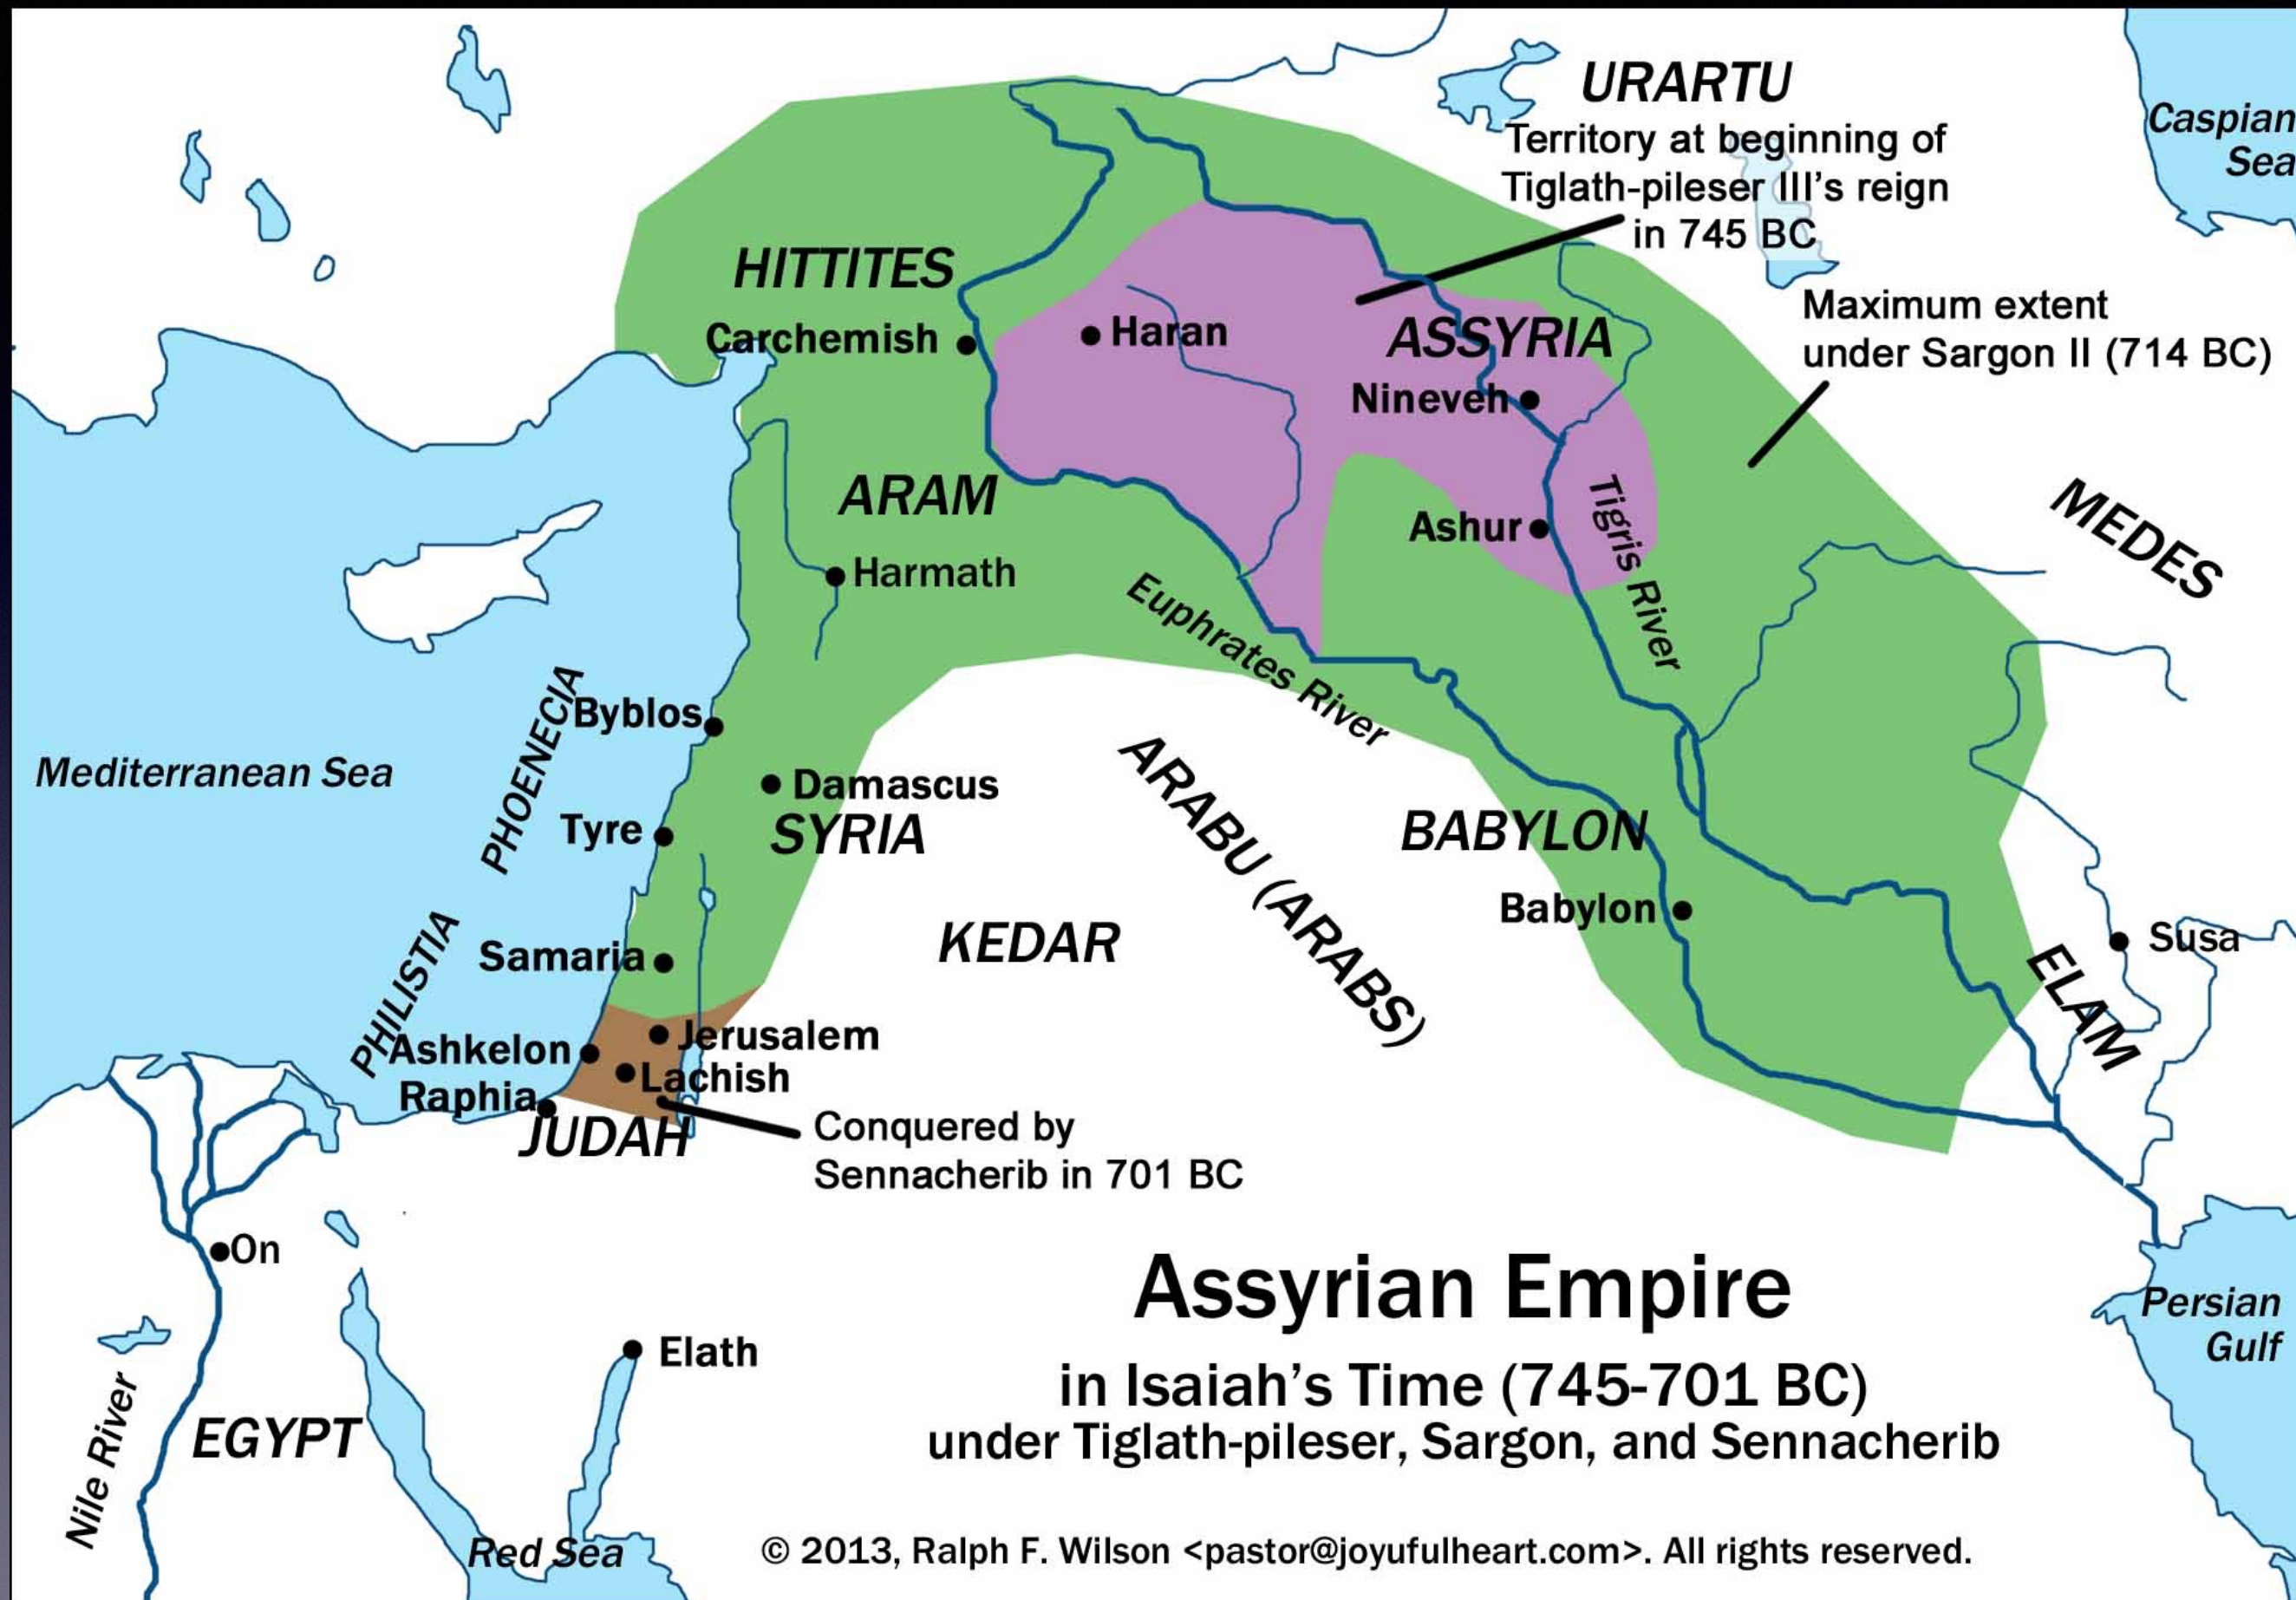 URARTU
Territory at beginning of
Tiglath-pileser III's reign
in 745 BC
Caspian
Sea
HITTITES
Carchemish
Haran
ASSYRIA
Nineveh
Maximum extent
under Sargon II (714 BC)
MEDES
ARAM
Harmath
Ashur
Tigris River
Euphrates River
PHOENECIA
Byblos
Mediterranean Sea
Damascus
SYRIA
Tyre
ARABU (ARABS)
BABYLON
Babylon
KEDAR
Samaria
PHILISTIA
Susa
ELAM
Jerusalem
Ashkelon
Lachish
Raphia
JUDAH
Conquered by
Sennacherib in 701 BC
On
Elath
Nile River
EGYPT
Red Sea
Persian
Gulf
Assyrian Empire
in Isaiah's Time (745-701 BC)
under Tiglath-pileser, Sargon, and Sennacherib
© 2013, Ralph F. Wilson <pastor@joyufulheart.com>. All rights reserved.